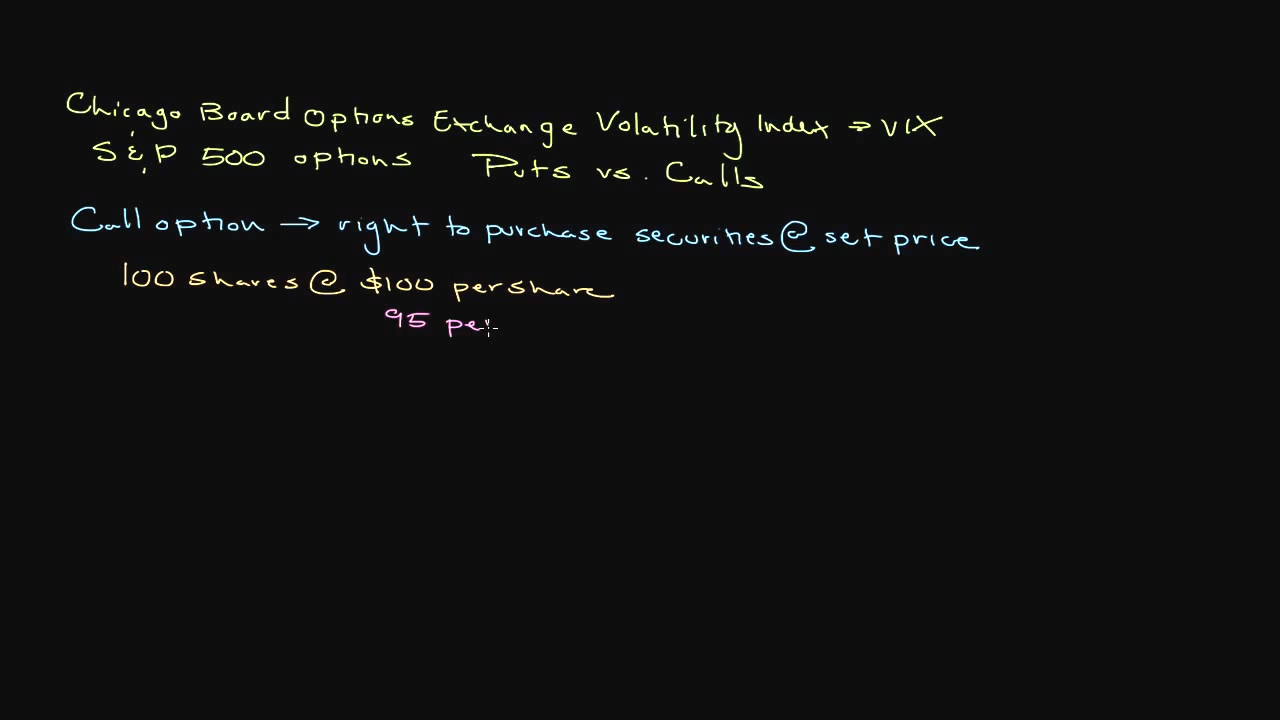 Chicago Board Options Exchange Volatility Index ⇒ VIX
S&P 500 options Puts vs. Calls
Call option → right to purchase securities @ set price
100 shares @ $100 per share
95 pe